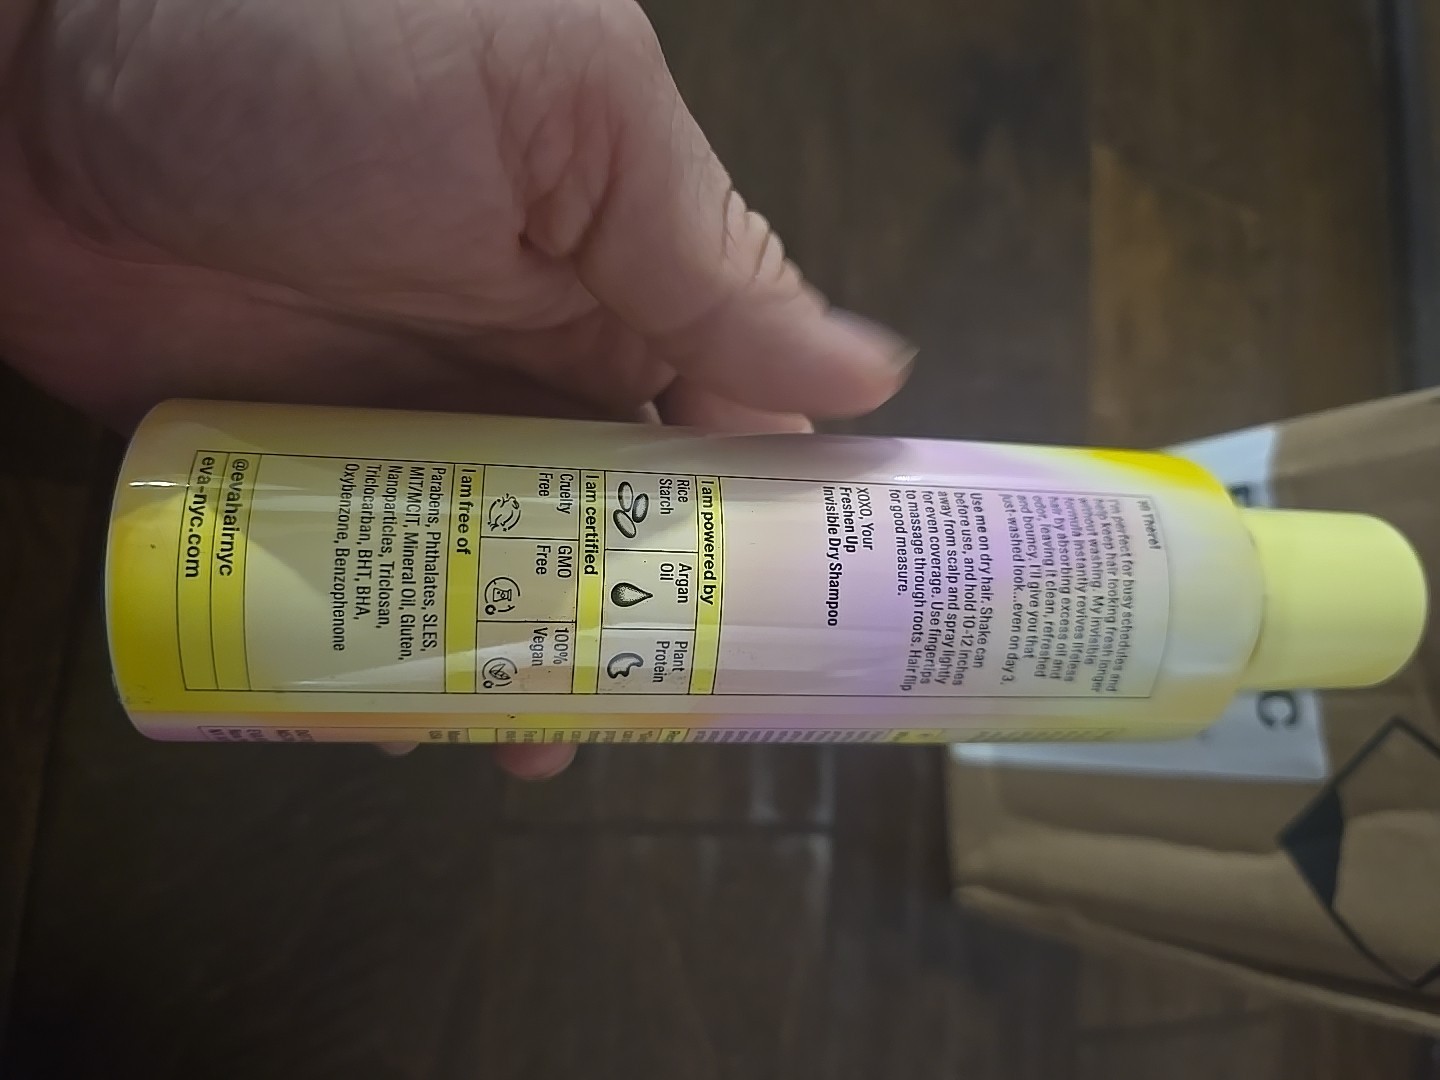 Hi There!
I'm perfect for busy schedules and
help keep hair looking fresh longer
without washing. My invisible
formula instantly revives lifeless
hair by absorbing excess oil and
odor, leaving it clean, refreshed
and bouncy. I'll give you that
just-washed look...even on day 3.
Use me on dry hair. Shake can
before use, and hold 10-12 inches
away from scalp and spray lightly
for even coverage. Use fingertips
to massage through roots. Hair flip
for good measure.
XOXO, Your
Freshen Up
Invisible Dry Shampoo
I am powered by
Rice
Starch
Argan
Oil
Plant
Protein
I am certified
Cruelty
Free
GMO
Free
100%
Vegan
I am free of
Parabens, Phthalates, SLES,
MIT/MCIT, Mineral Oil, Gluten,
Nanoparticles, Triclosan,
Triclocarban, BHT, BHA,
Oxybenzone, Benzophenone
@evahairnyc
eva-nyc.com
C